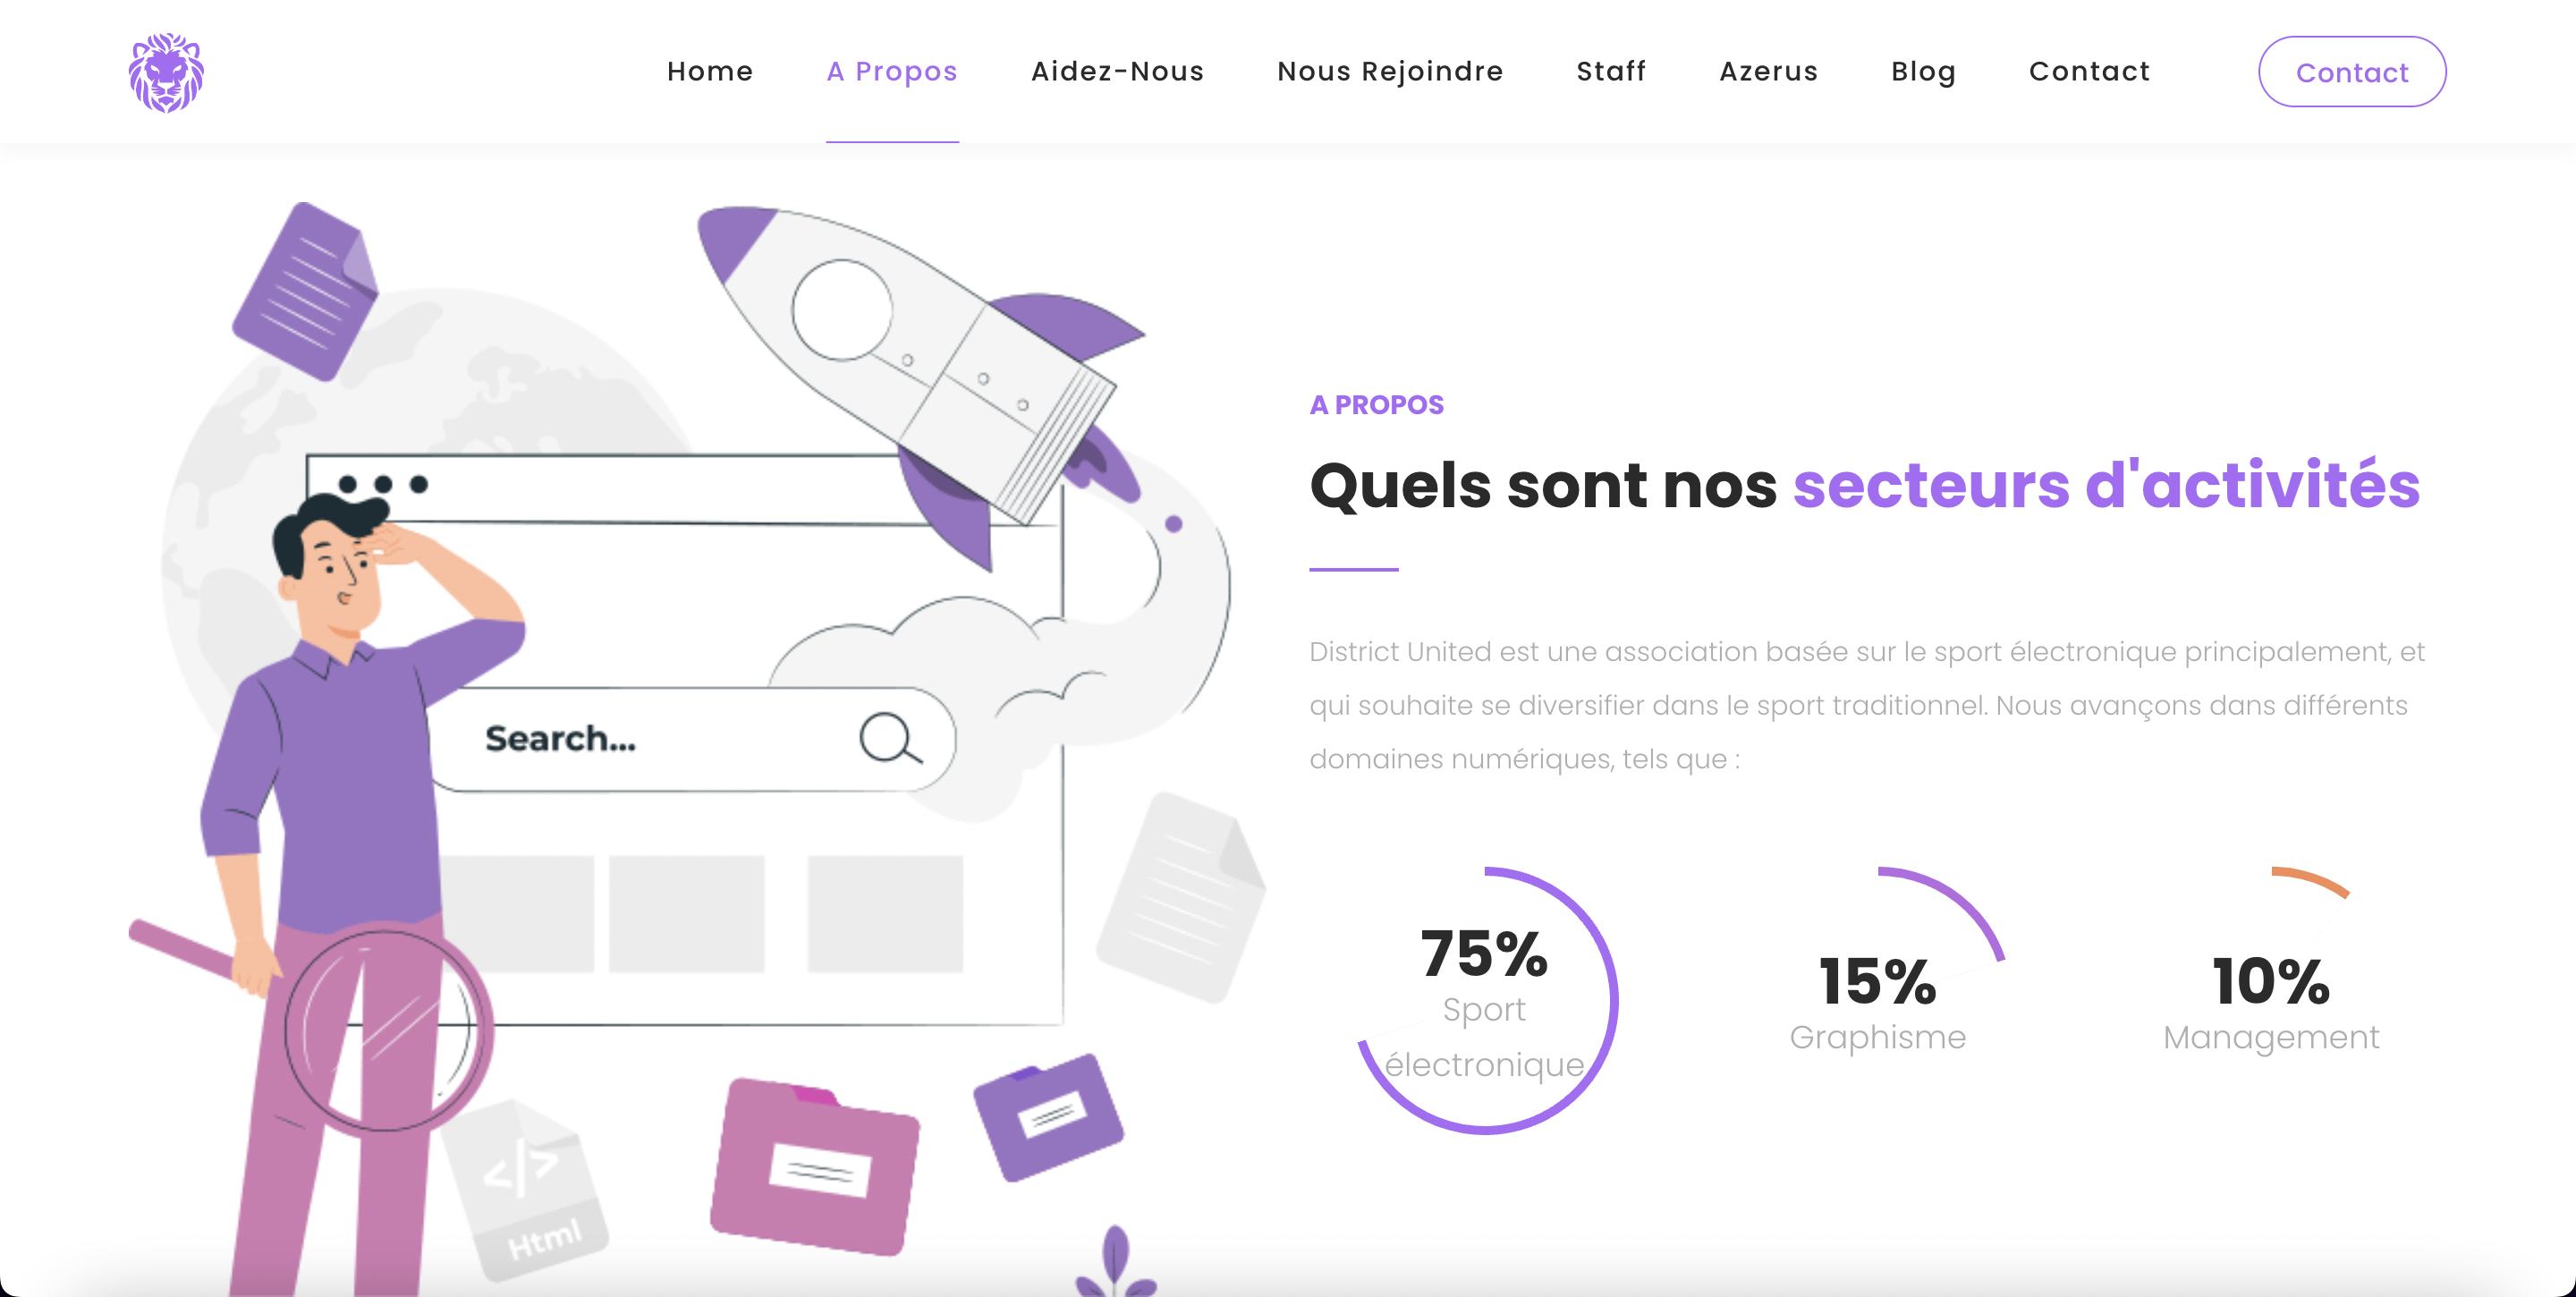 Home A Propos Aidez-Nous Nous Rejoindre Staff Azerus Blog Contact Contact
A PROPOS
Quels sont nos secteurs d'activités
District United est une association basée sur le sport électronique principalement, et
qui souhaite se diversifier dans le sport traditionnel. Nous avançons dans différents
domaines numériques, tels que :
Search...
75%
Sport
électronique
15%
Graphisme
10%
Management
</>
Html